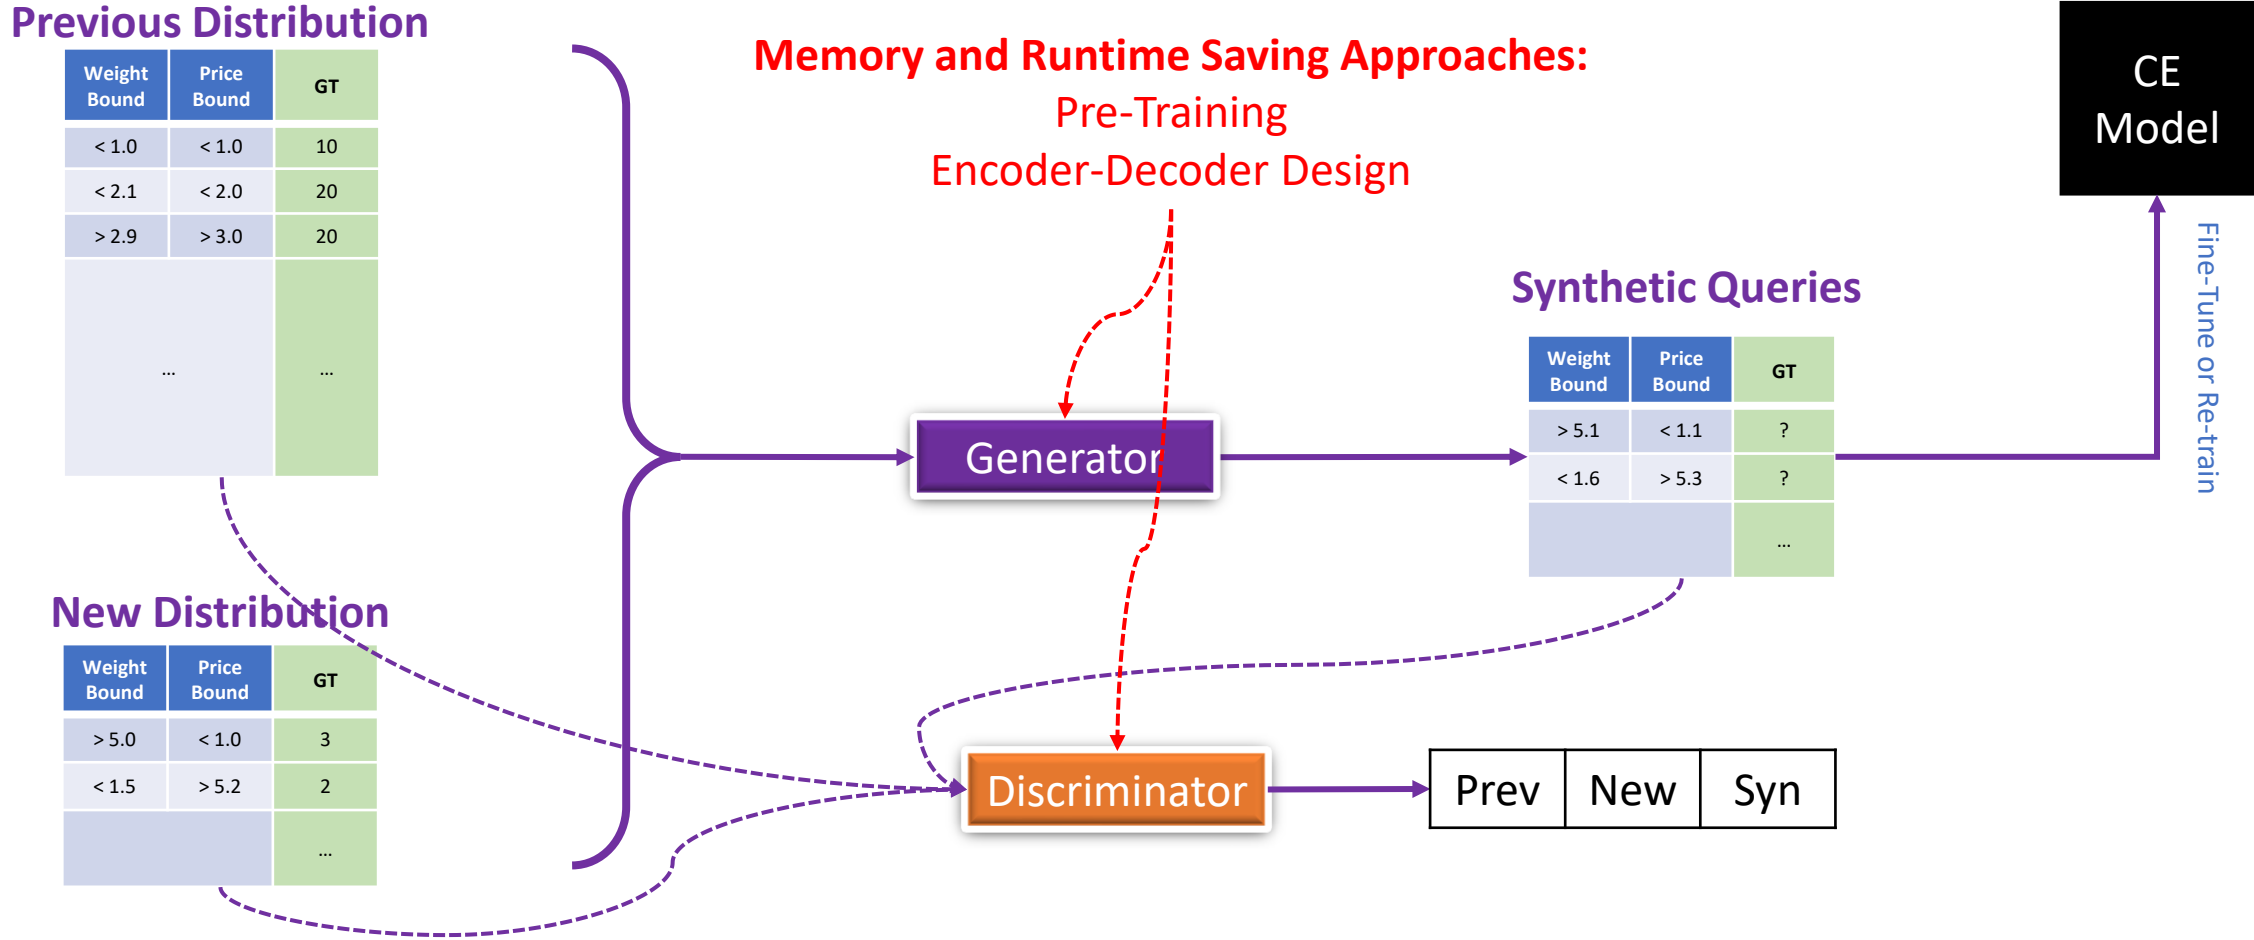 Previous Distribution
Weight Bound Price Bound GT
< 1.0 < 1.0 10
< 2.1 < 2.0 20
> 2.9 > 3.0 20
... ...
New Distribution
Weight Bound Price Bound GT
> 5.0 < 1.0 3
< 1.5 > 5.2 2
...
Memory and Runtime Saving Approaches:
Pre-Training
Encoder-Decoder Design
Generator
Discriminator
Synthetic Queries
Weight Bound Price Bound GT
> 5.1 < 1.1 ?
< 1.6 > 5.3 ?
...
Prev New Syn
CE
Model
Fine-Tune or Re-train